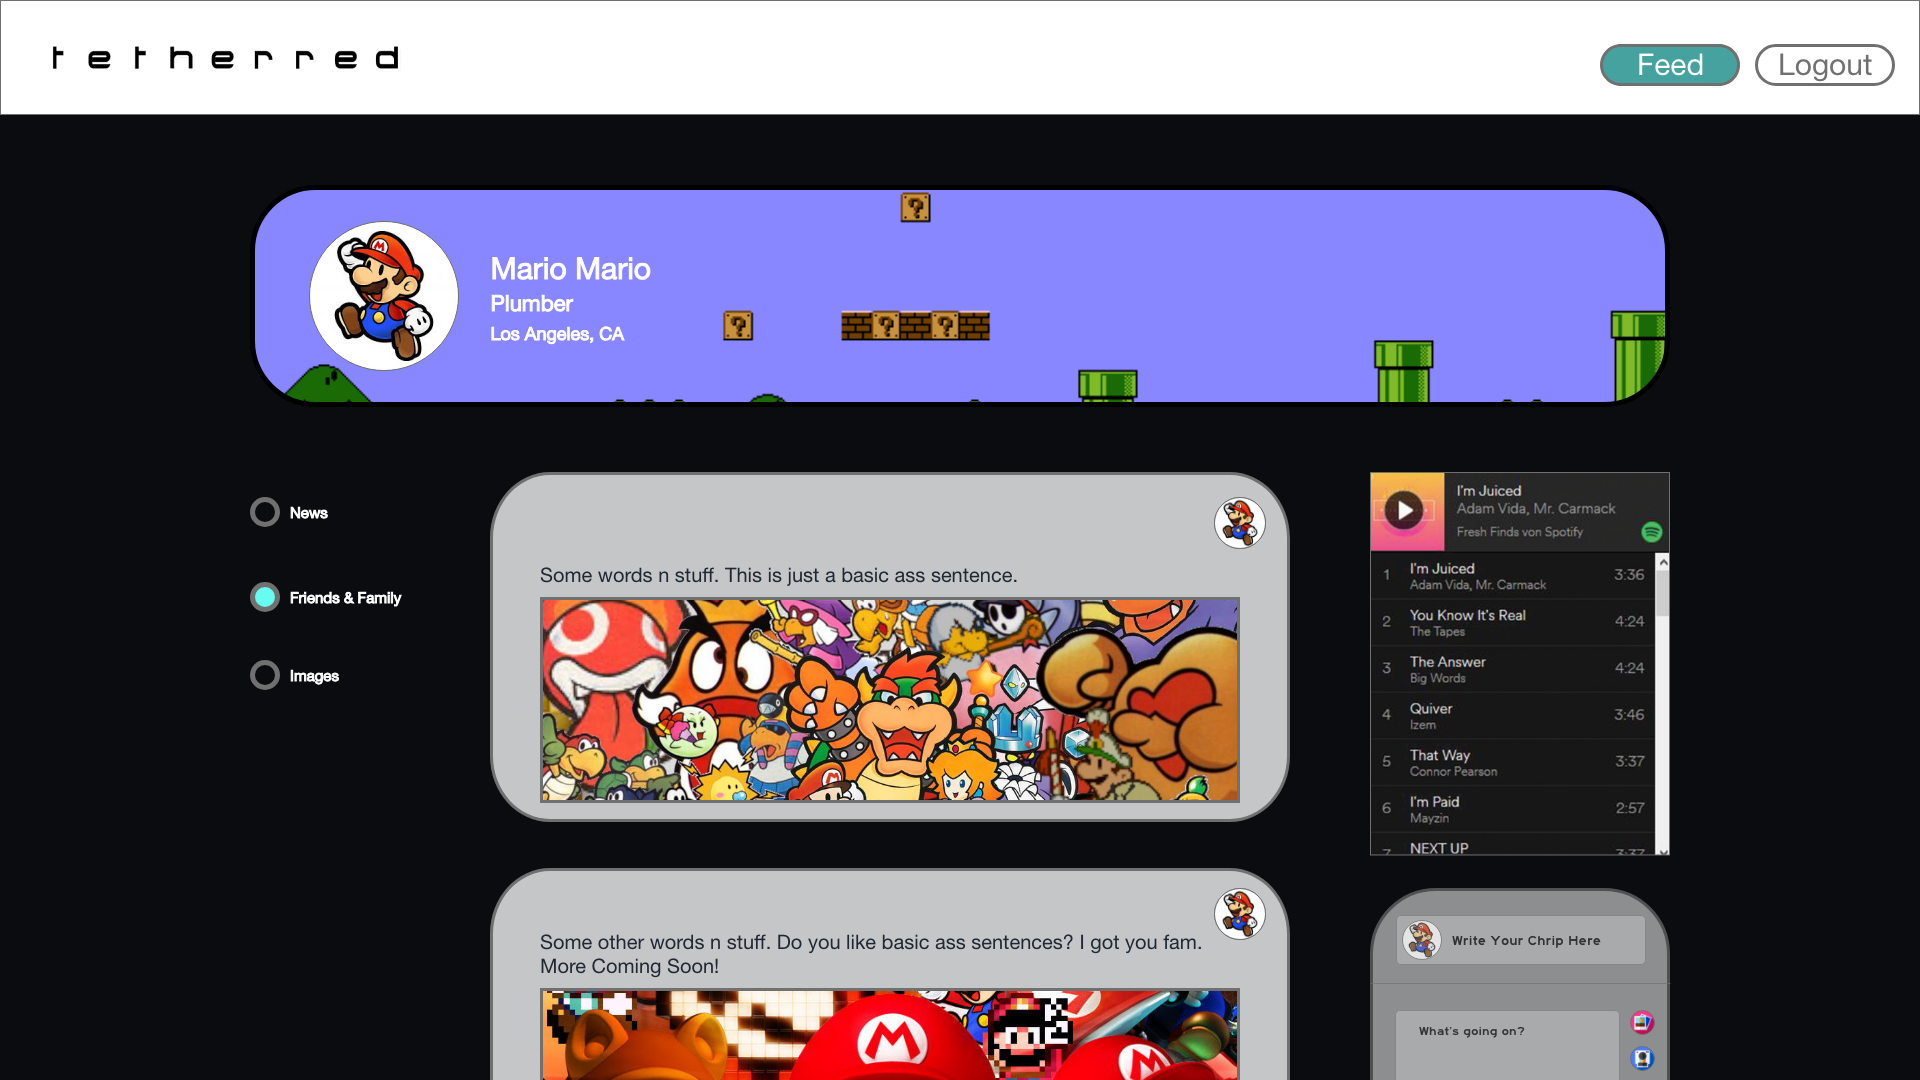 tetherred
Feed
Logout
Mario Mario
Plumber
Los Angeles, CA
News
Friends & Family
Images
Some words n stuff. This is just a basic ass sentence.
Some other words n stuff. Do you like basic ass sentences? I got you fam.
More Coming Soon!
I'm Juiced
Adam Vida, Mr. Carmack
Fresh Finds von Spotify
1 I'm Juiced 3:36
Adam Vida, Mr. Carmack
2 You Know It's Real 4:24
The Tapes
3 The Answer 4:24
Big Words
4 Quiver 3:46
Izem
5 That Way 3:37
Connor Pearson
6 I'm Paid 2:57
Mayzin
7 NEXT UP 3:37
Write Your Chrip Here
What's going on?